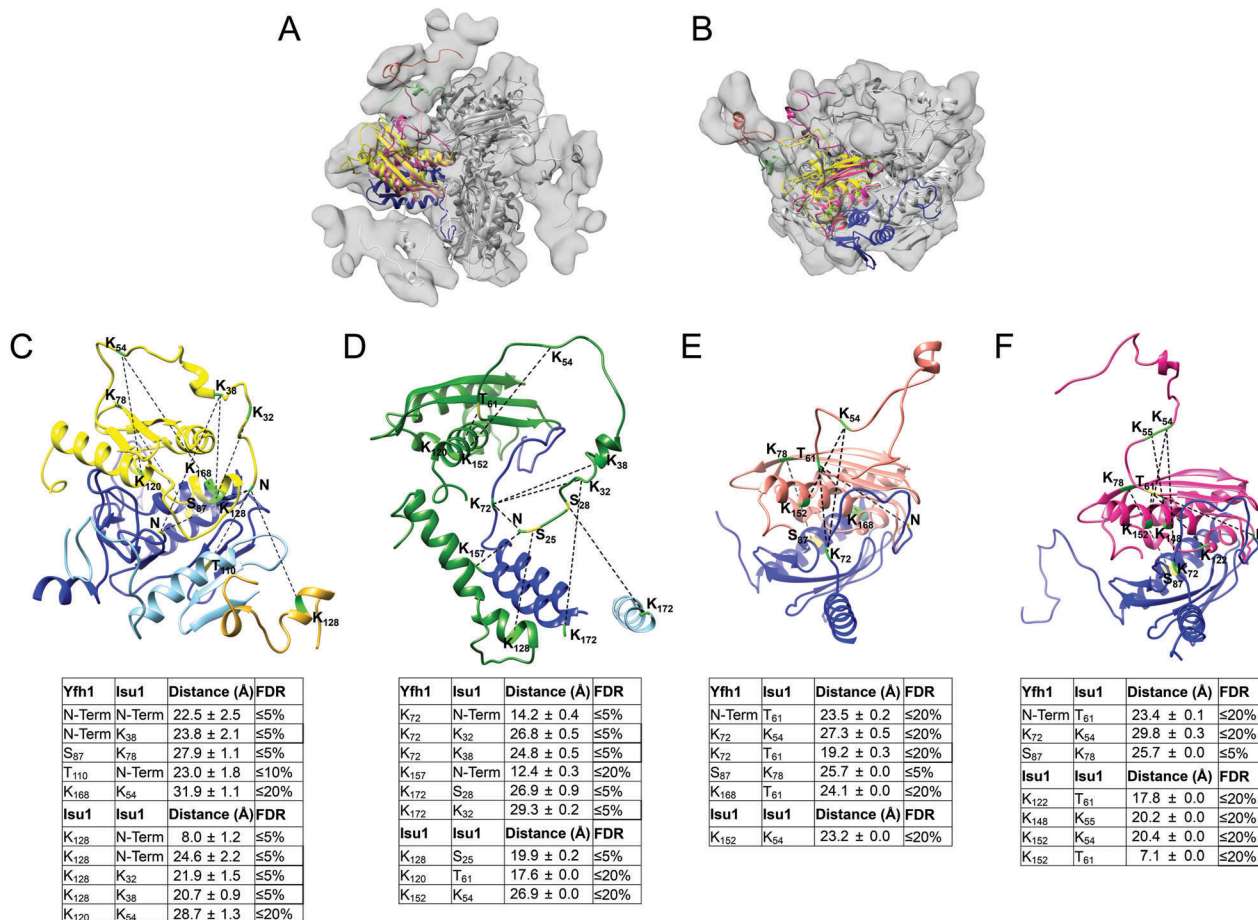 A
B
C
K54
K78
K38
K32
K168
K120
S87
N
K128
N
T110
K128
D
K54
T61
K120
K152
K38
K72
K32
S28
N
S25
K157
K128
K172
K172
E
K54
K78
T61
K152
K168
N
S87
K72
F
K54
K55
K78
T61
K152
K148
K122
K72
S87
Yfh1 Isu1 Distance (Å) FDR
N-Term N-Term 22.5 ± 2.5 ≤5%
N-Term K38 23.8 ± 2.1 ≤5%
S87 K78 27.9 ± 1.1 ≤5%
T110 N-Term 23.0 ± 1.8 ≤10%
K168 K54 31.9 ± 1.1 ≤20%
Isu1 Isu1 Distance (Å) FDR
K128 N-Term 8.0 ± 1.2 ≤5%
K128 N-Term 24.6 ± 2.2 ≤5%
K128 K32 21.9 ± 1.5 ≤5%
K128 K38 20.7 ± 0.9 ≤5%
K120 K54 28.7 ± 1.3 ≤20%
Yfh1 Isu1 Distance (Å) FDR
K72 N-Term 14.2 ± 0.4 ≤5%
K72 K32 26.8 ± 0.5 ≤5%
K72 K38 24.8 ± 0.5 ≤5%
K157 N-Term 12.4 ± 0.3 ≤20%
K172 S28 26.9 ± 0.9 ≤5%
K172 K32 29.3 ± 0.2 ≤5%
Isu1 Isu1 Distance (Å) FDR
K128 S25 19.9 ± 0.2 ≤5%
K120 T61 17.6 ± 0.0 ≤20%
K152 K54 26.9 ± 0.0 ≤20%
Yfh1 Isu1 Distance (Å) FDR
N-Term T61 23.5 ± 0.2 ≤20%
K72 K54 27.3 ± 0.5 ≤20%
K72 T61 19.2 ± 0.3 ≤20%
S87 K78 25.7 ± 0.0 ≤5%
K168 T61 24.1 ± 0.0 ≤20%
Isu1 Isu1 Distance (Å) FDR
K152 K54 23.2 ± 0.0 ≤20%
Yfh1 Isu1 Distance (Å) FDR
N-Term T61 23.4 ± 0.1 ≤20%
K72 K54 29.8 ± 0.3 ≤20%
S87 K78 25.7 ± 0.0 ≤5%
Isu1 Isu1 Distance (Å) FDR
K122 T61 17.8 ± 0.0 ≤20%
K148 K55 20.2 ± 0.0 ≤20%
K152 K54 20.4 ± 0.0 ≤20%
K152 T61 7.1 ± 0.0 ≤20%